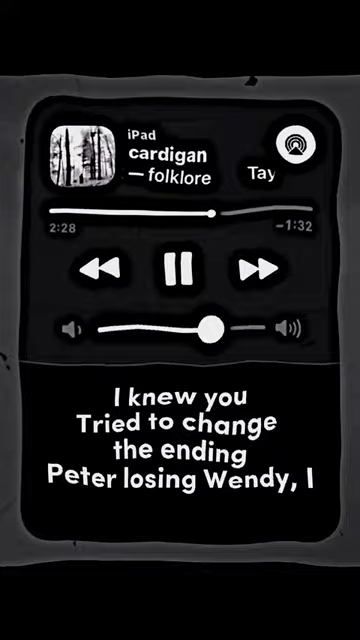 iPad
cardigan
— folklore Tay
2:28 -1:32
I knew you
Tried to change
the ending
Peter losing Wendy, I